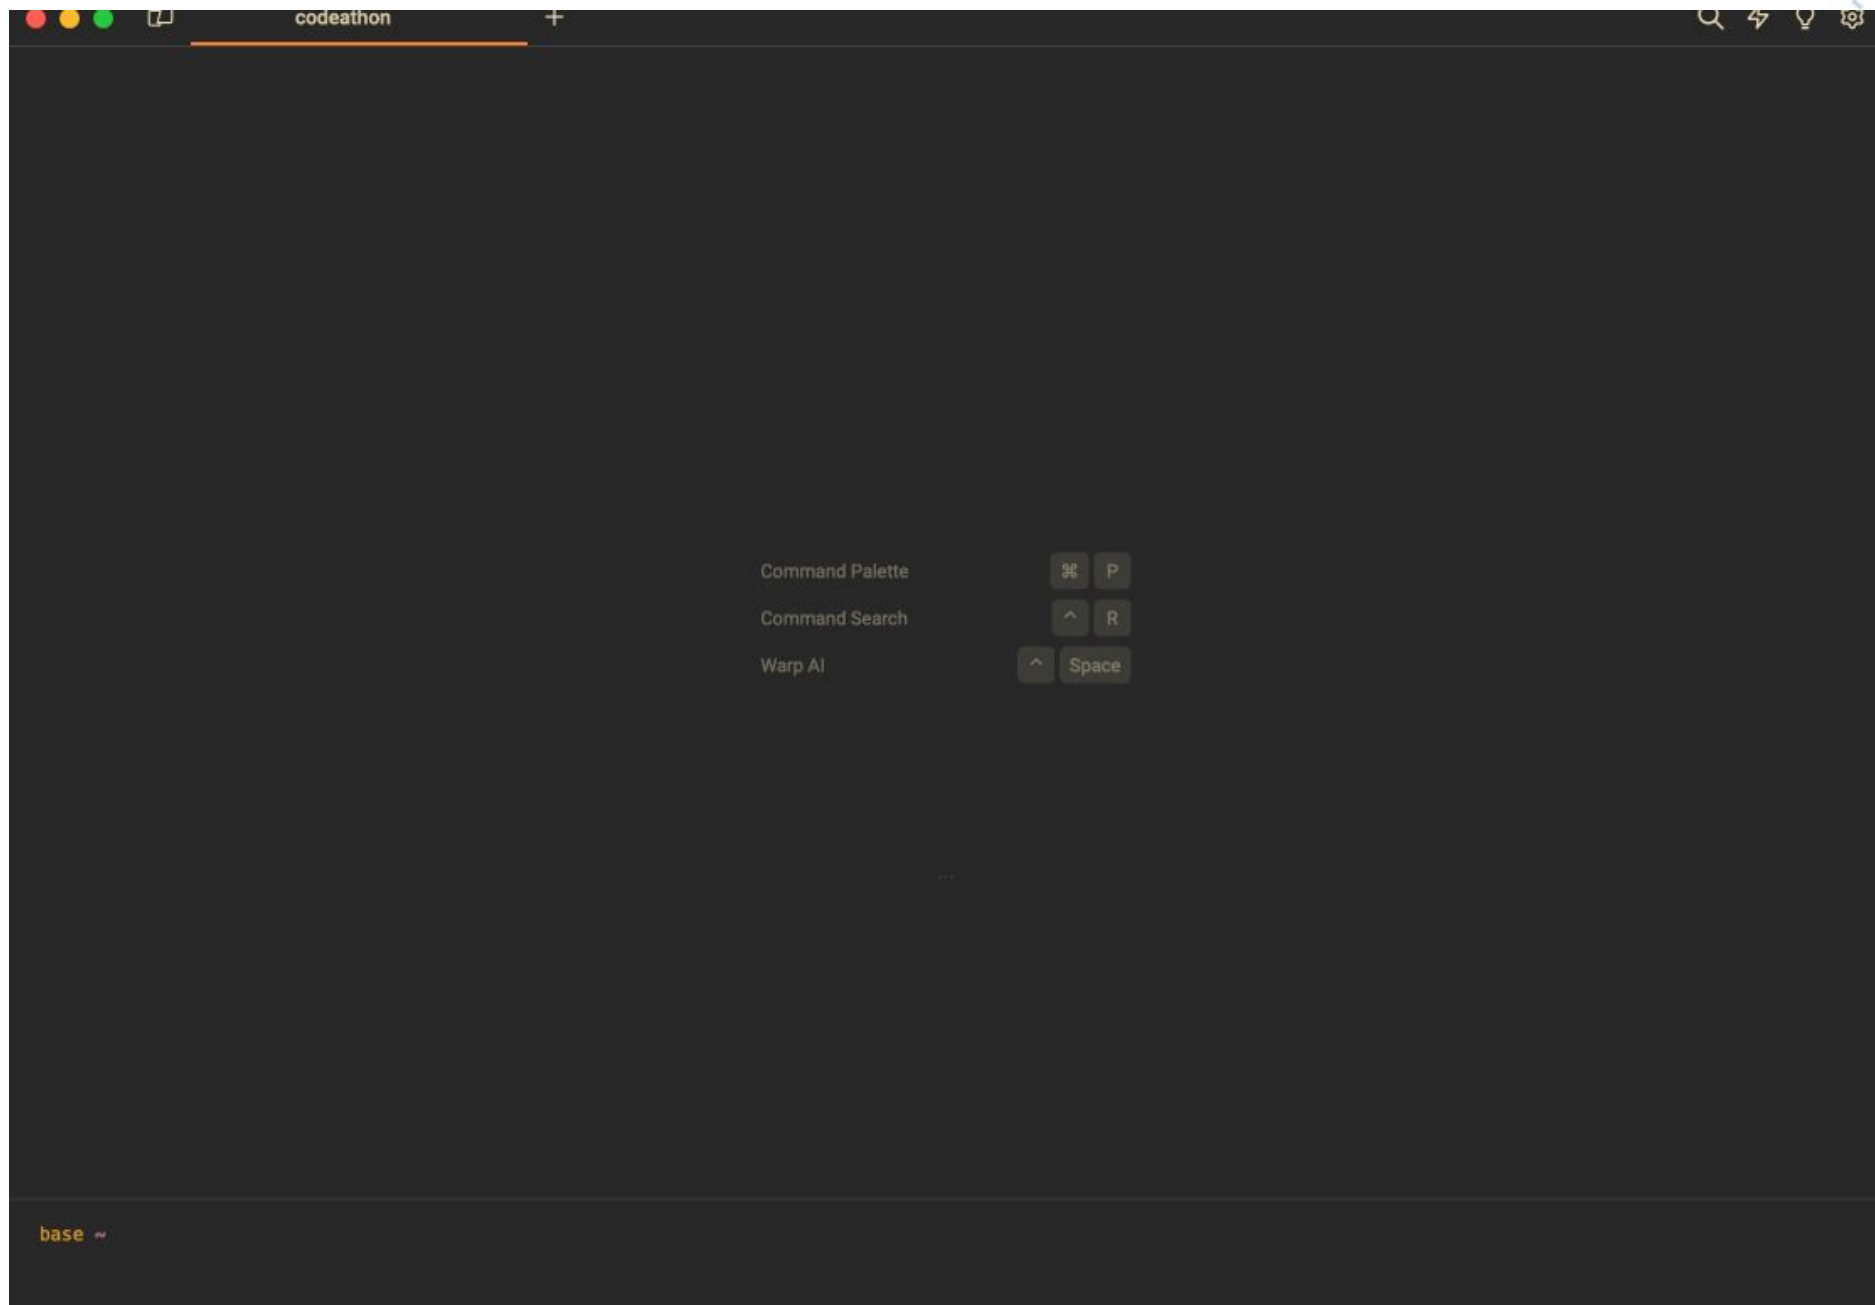 codeathon +
Command Palette ⌘ P
Command Search ^ R
Warp AI ^ Space
...
base ~